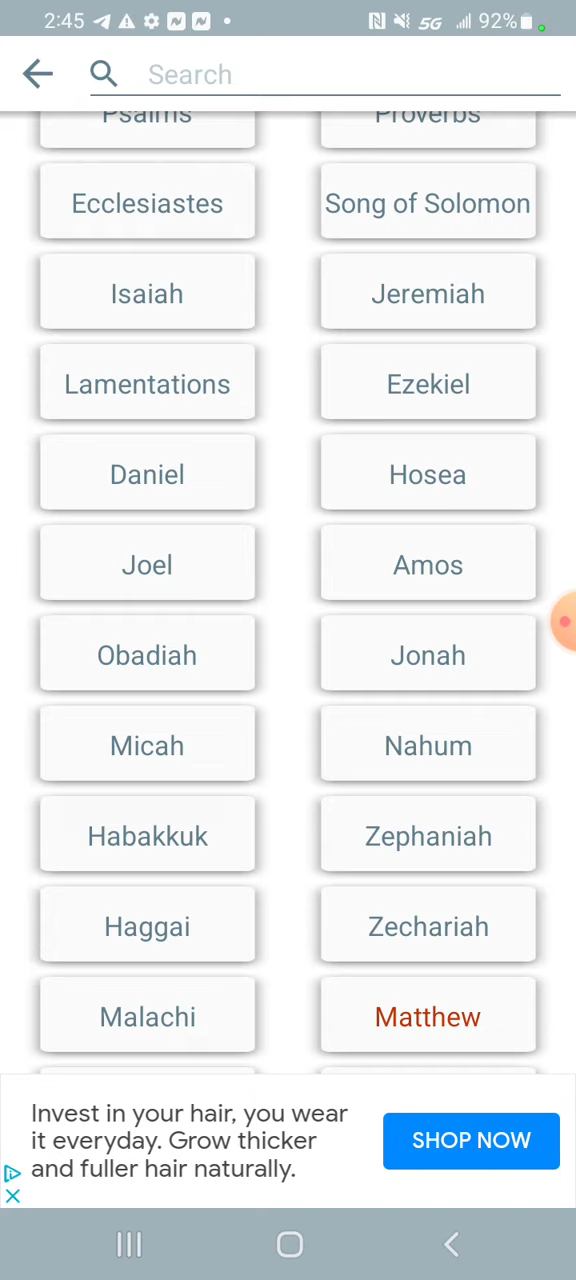 2:45 5G 92%
Search
Psalms Proverbs
Ecclesiastes Song of Solomon
Isaiah Jeremiah
Lamentations Ezekiel
Daniel Hosea
Joel Amos
Obadiah Jonah
Micah Nahum
Habakkuk Zephaniah
Haggai Zechariah
Malachi Matthew
Invest in your hair, you wear
it everyday. Grow thicker
and fuller hair naturally.
SHOP NOW